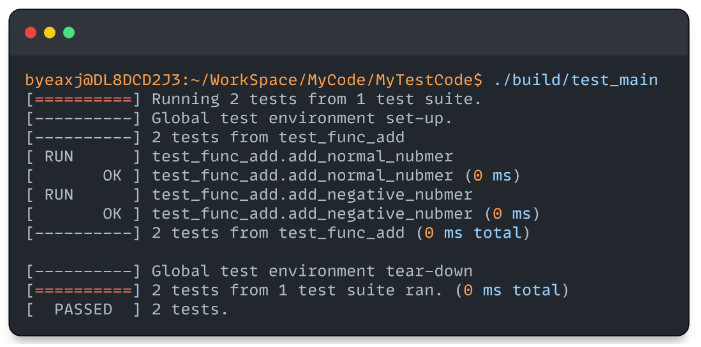 byeaxj@DL8DCD2J3:~/WorkSpace/MyCode/MyTestCode$ ./build/test_main
[==========] Running 2 tests from 1 test suite.
[----------] Global test environment set-up.
[----------] 2 tests from test_func_add
[ RUN      ] test_func_add.add_normal_nubmer
[       OK ] test_func_add.add_normal_nubmer (0 ms)
[ RUN      ] test_func_add.add_negative_nubmer
[       OK ] test_func_add.add_negative_nubmer (0 ms)
[----------] 2 tests from test_func_add (0 ms total)
[----------] Global test environment tear-down
[==========] 2 tests from 1 test suite ran. (0 ms total)
[  PASSED  ] 2 tests.